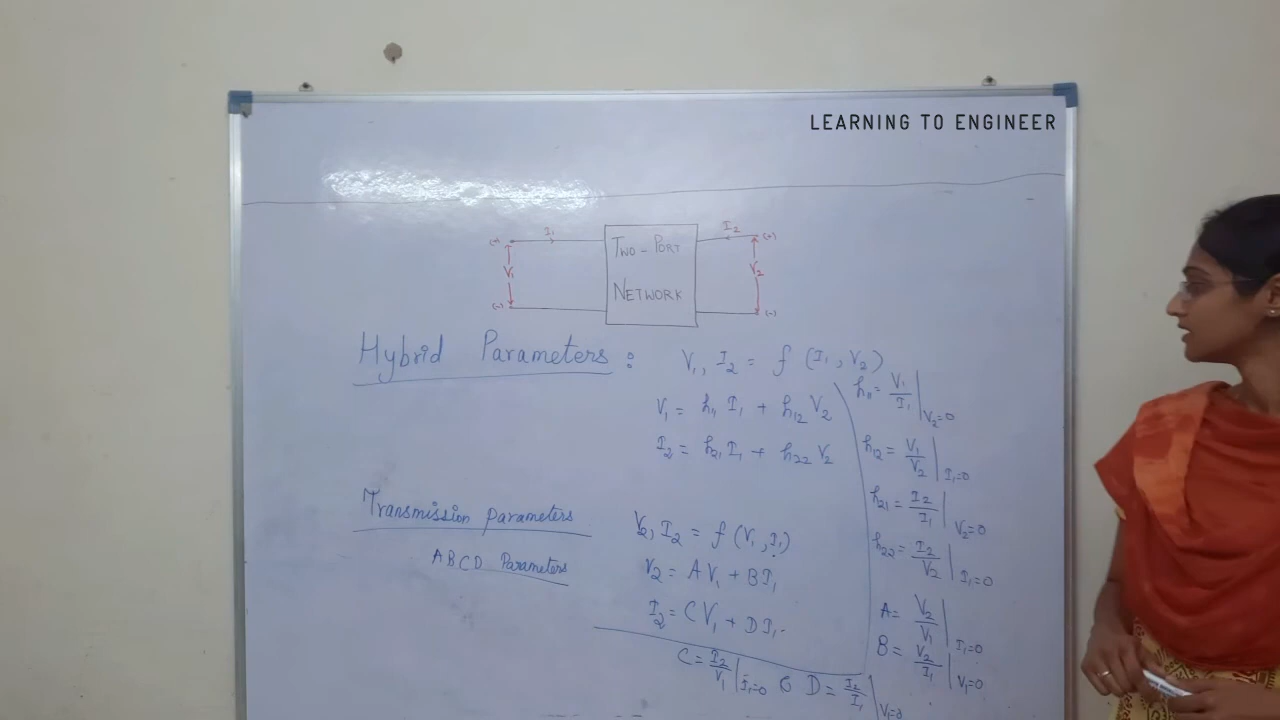 LEARNING TO ENGINEER
I₁
I₂
(+)
(+)
TWO-PORT
NETWORK
V₁
V₂
(-)
(-)
Hybrid Parameters :
V₁, I₂ = f (I₁, V₂)
V₁ = h₁₁ I₁ + h₁₂ V₂
I₂ = h₂₁ I₁ + h₂₂ V₂
h₁₁ = V₁/I₁ |V₂=0
h₁₂ = V₁/V₂ |I₁=0
h₂₁ = I₂/I₁ |V₂=0
h₂₂ = I₂/V₂ |I₁=0
Transmission parameters
ABCD Parameters
V₂, I₂ = f (V₁, I₁)
V₂ = A V₁ + B I₁
I₂ = C V₁ + D I₁.
A = V₂/V₁ |I₁=0
B = V₂/I₁ |V₁=0
C = I₂/V₁ |I₁=0
D = I₂/I₁ |V₁=0